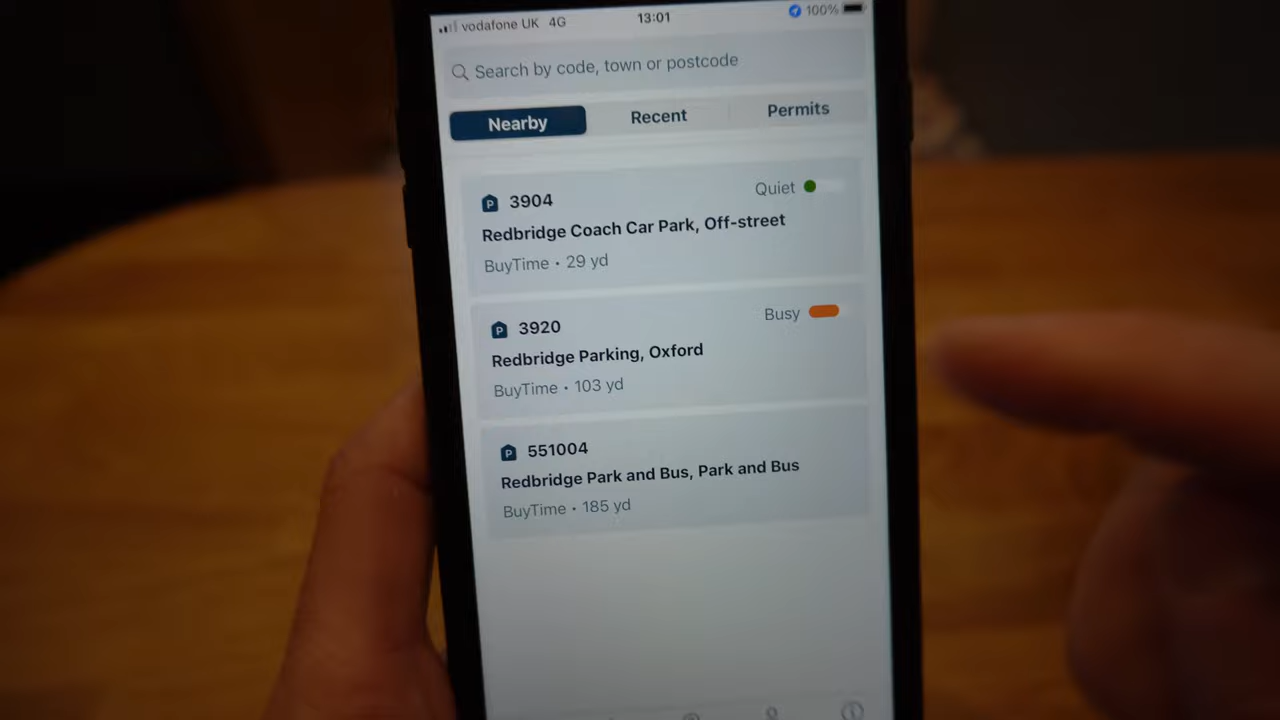 vodafone UK 4G 13:01 100%
Search by code, town or postcode
Nearby Recent Permits
P 3904 Quiet
Redbridge Coach Car Park, Off-street
BuyTime • 29 yd
P 3920 Busy
Redbridge Parking, Oxford
BuyTime • 103 yd
P 551004
Redbridge Park and Bus, Park and Bus
BuyTime • 185 yd